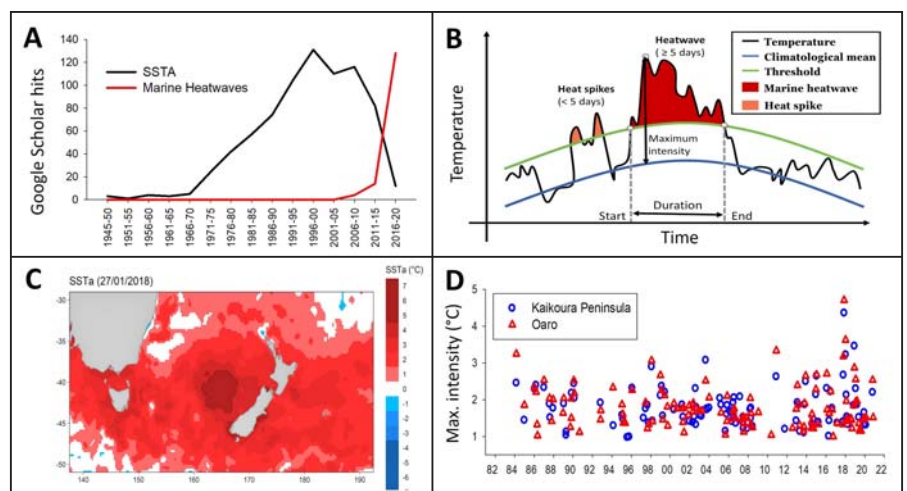 A
Google Scholar hits
140
120
100
80
60
40
20
0
SSTA
Marine Heatwaves
1945-50
1951-55
1956-60
1961-65
1966-70
1971-75
1976-80
1981-85
1986-90
1991-95
1996-00
2001-05
2006-10
2011-15
2016-20
B
Temperature
Heat spikes
(< 5 days)
Heatwave
(≥ 5 days)
Temperature
Climatological mean
Threshold
Marine heatwave
Heat spike
Maximum
intensity
Start
Duration
End
Time
C
SSTa (27/01/2018)
SSTa (°C)
-30
-35
-40
-45
-50
140
150
160
170
180
190
7
6
5
4
3
2
1
0
-1
-2
-3
-4
-5
-6
-7
D
Max. intensity (°C)
5
4
3
2
1
Kaikoura Peninsula
Oaro
82 84 86 88 90 92 94 96 98 00 02 04 06 08 10 12 14 16 18 20 22